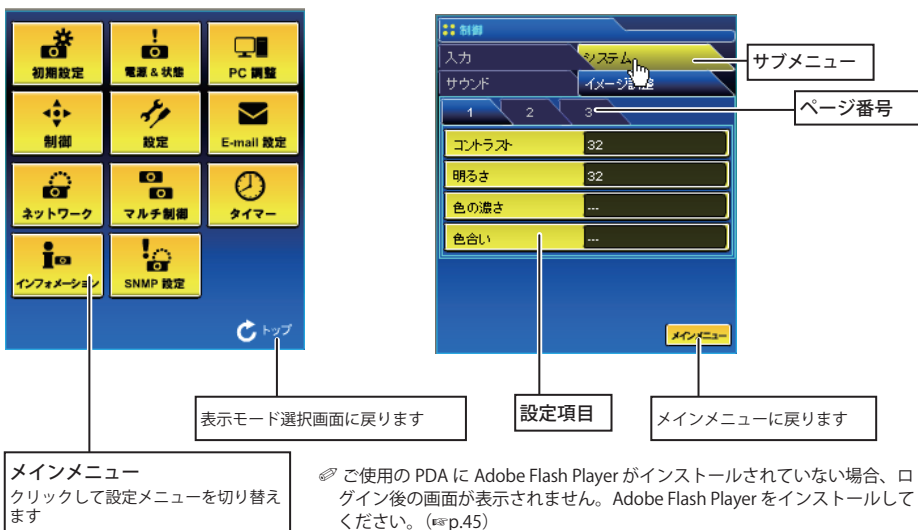 初期設定
電源 & 状態
PC 調整
制御
設定
E-mail 設定
ネットワーク
マルチ制御
タイマー
インフォメーション
SNMP 設定
トップ
表示モード選択画面に戻ります
メインメニュー
クリックして設定メニューを切り替え
ます
制御
入力
システム
サウンド
イメージ調整
1
2
3
コントラスト
32
明るさ
32
色の濃さ
---
色合い
---
メインメニュー
サブメニュー
ページ番号
設定項目
メインメニューに戻ります
ご使用の PDA に Adobe Flash Player がインストールされていない場合、ロ
グイン後の画面が表示されません。Adobe Flash Player をインストールして
ください。（☞p.45）